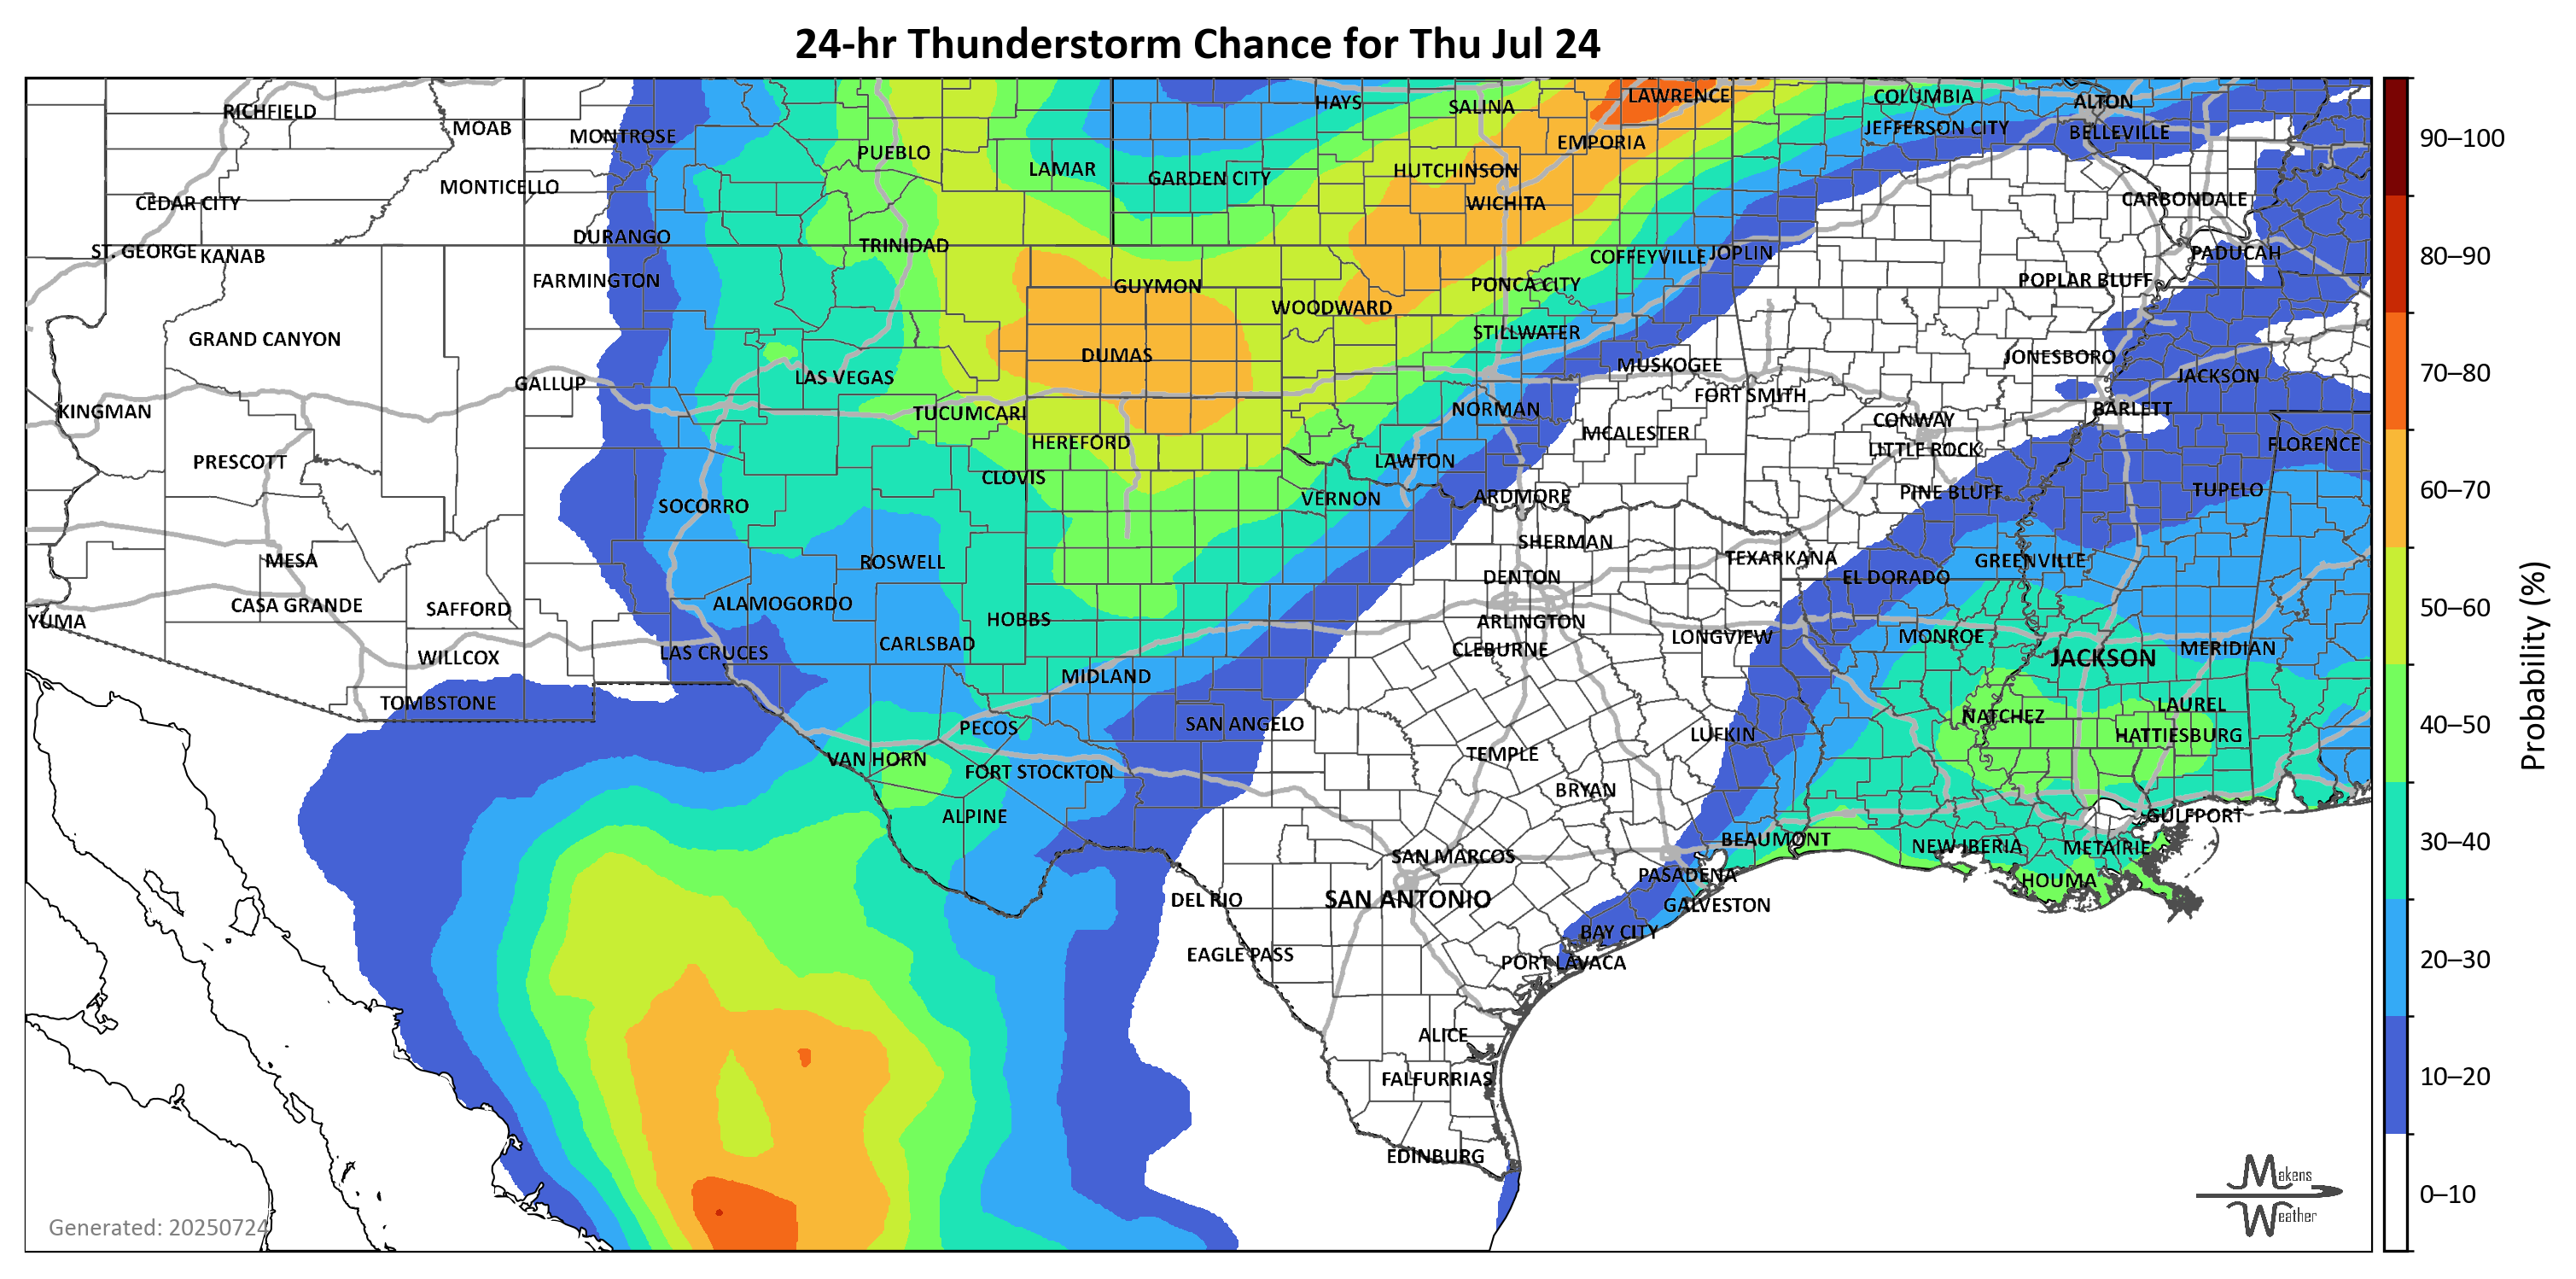 24-hr Thunderstorm Chance for Thu Jul 24
RICHFIELD
MOAB
MONTROSE
PUEBLO
LAMAR
HAYS
SALINA
LAWRENCE
COLUMBIA
ALTON
EMPORIA
JEFFERSON CITY
BELLEVILLE
HUTCHINSON
GARDEN CITY
MONTICELLO
CEDAR CITY
WICHITA
CARBONDALE
DURANGO
TRINIDAD
ST. GEORGE
KANAB
COFFEYVILLE
JOPLIN
PADUCAH
FARMINGTON
GUYMON
PONCA CITY
POPLAR BLUFF
WOODWARD
GRAND CANYON
STILLWATER
DUMAS
JONESBORO
MUSKOGEE
LAS VEGAS
JACKSON
GALLUP
FORT SMITH
KINGMAN
TUCUMCARI
NORMAN
BARLETT
CONWAY
HEREFORD
MCALESTER
LITTLE ROCK
FLORENCE
PRESCOTT
CLOVIS
LAWTON
PINE BLUFF
TUPELO
SOCORRO
VERNON
ARDMORE
MESA
ROSWELL
SHERMAN
TEXARKANA
GREENVILLE
DENTON
EL DORADO
CASA GRANDE
SAFFORD
ALAMOGORDO
YUMA
HOBBS
ARLINGTON
LONGVIEW
MONROE
CARLSBAD
CLEBURNE
MERIDIAN
WILLCOX
LAS CRUCES
JACKSON
MIDLAND
TOMBSTONE
LAUREL
NATCHEZ
PECOS
SAN ANGELO
LUFKIN
HATTIESBURG
VAN HORN
FORT STOCKTON
TEMPLE
BRYAN
ALPINE
GULFPORT
BEAUMONT
NEW IBERIA
METAIRIE
SAN MARCOS
PASADENA
HOUMA
DEL RIO
SAN ANTONIO
GALVESTON
BAY CITY
EAGLE PASS
PORT LAVACA
ALICE
FALFURRIAS
EDINBURG
Generated: 20250724
Makens
Weather
90–100
80–90
70–80
60–70
50–60
40–50
30–40
20–30
10–20
0–10
Probability (%)